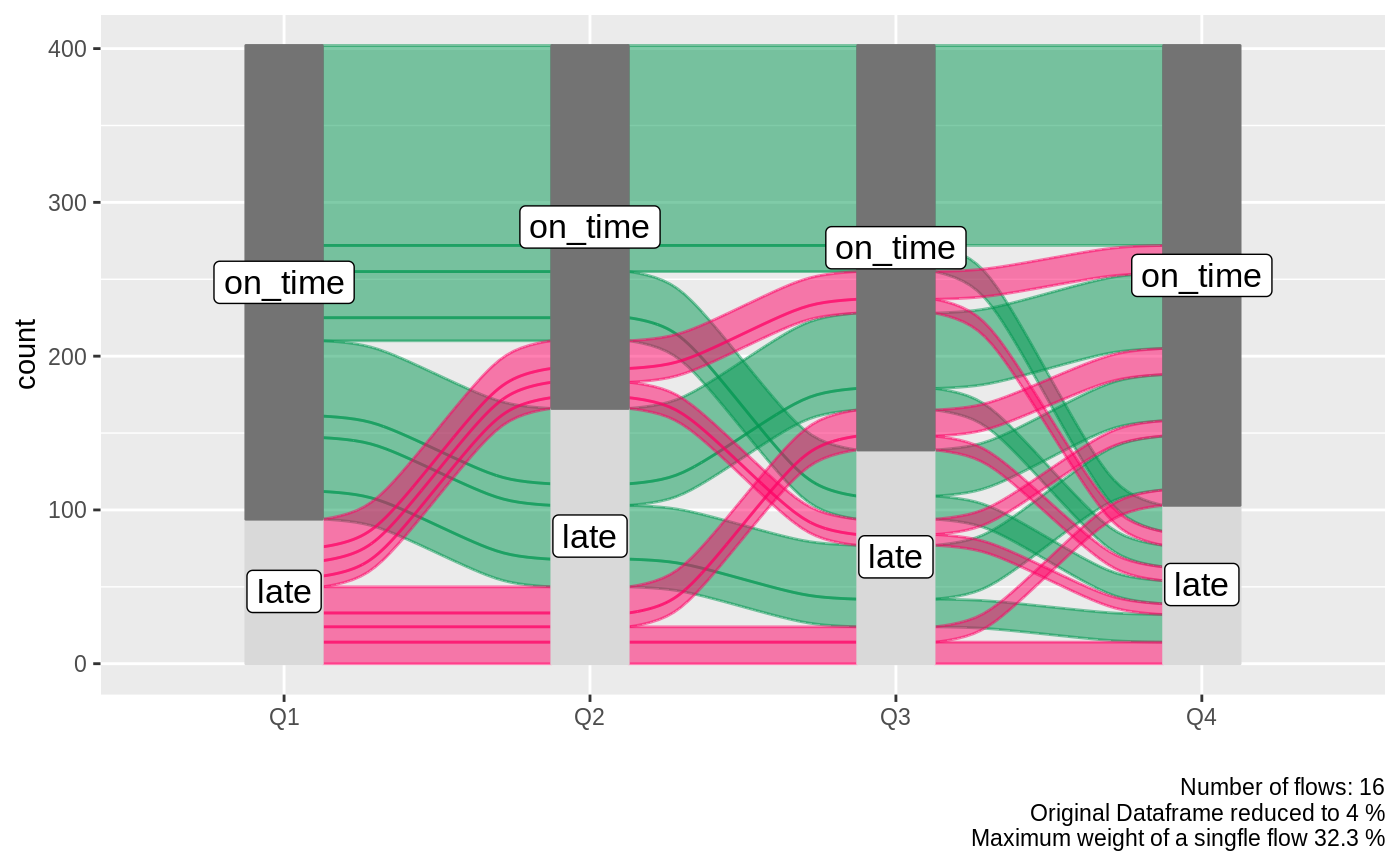 400
300
200
100
0
count
on_time
late
on_time
late
on_time
late
on_time
late
Q1 Q2 Q3 Q4
Number of flows: 16
Original Dataframe reduced to 4 %
Maximum weight of a singfle flow 32.3 %